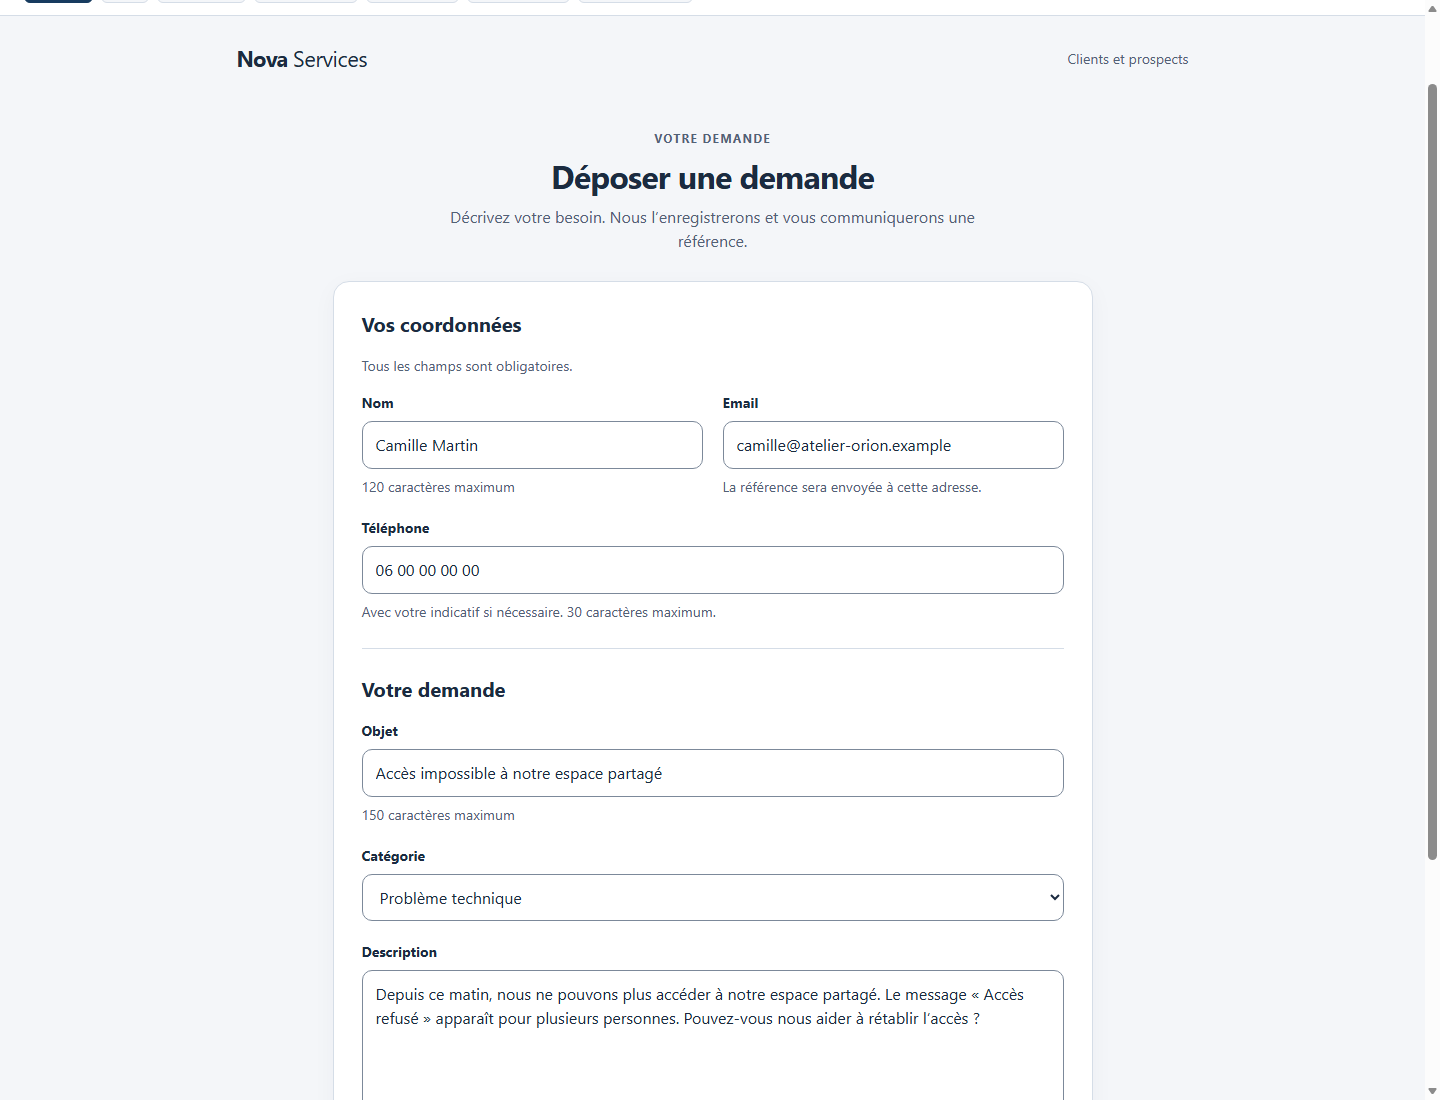 Nova Services
Clients et prospects
VOTRE DEMANDE
Déposer une demande
Décrivez votre besoin. Nous l’enregistrerons et vous communiquerons une
référence.
Vos coordonnées
Tous les champs sont obligatoires.
Nom
Email
Camille Martin
camille@atelier-orion.example
120 caractères maximum
La référence sera envoyée à cette adresse.
Téléphone
06 00 00 00 00
Avec votre indicatif si nécessaire. 30 caractères maximum.
Votre demande
Objet
Accès impossible à notre espace partagé
150 caractères maximum
Catégorie
Problème technique
Description
Depuis ce matin, nous ne pouvons plus accéder à notre espace partagé. Le message « Accès
refusé » apparaît pour plusieurs personnes. Pouvez-vous nous aider à rétablir l’accès ?